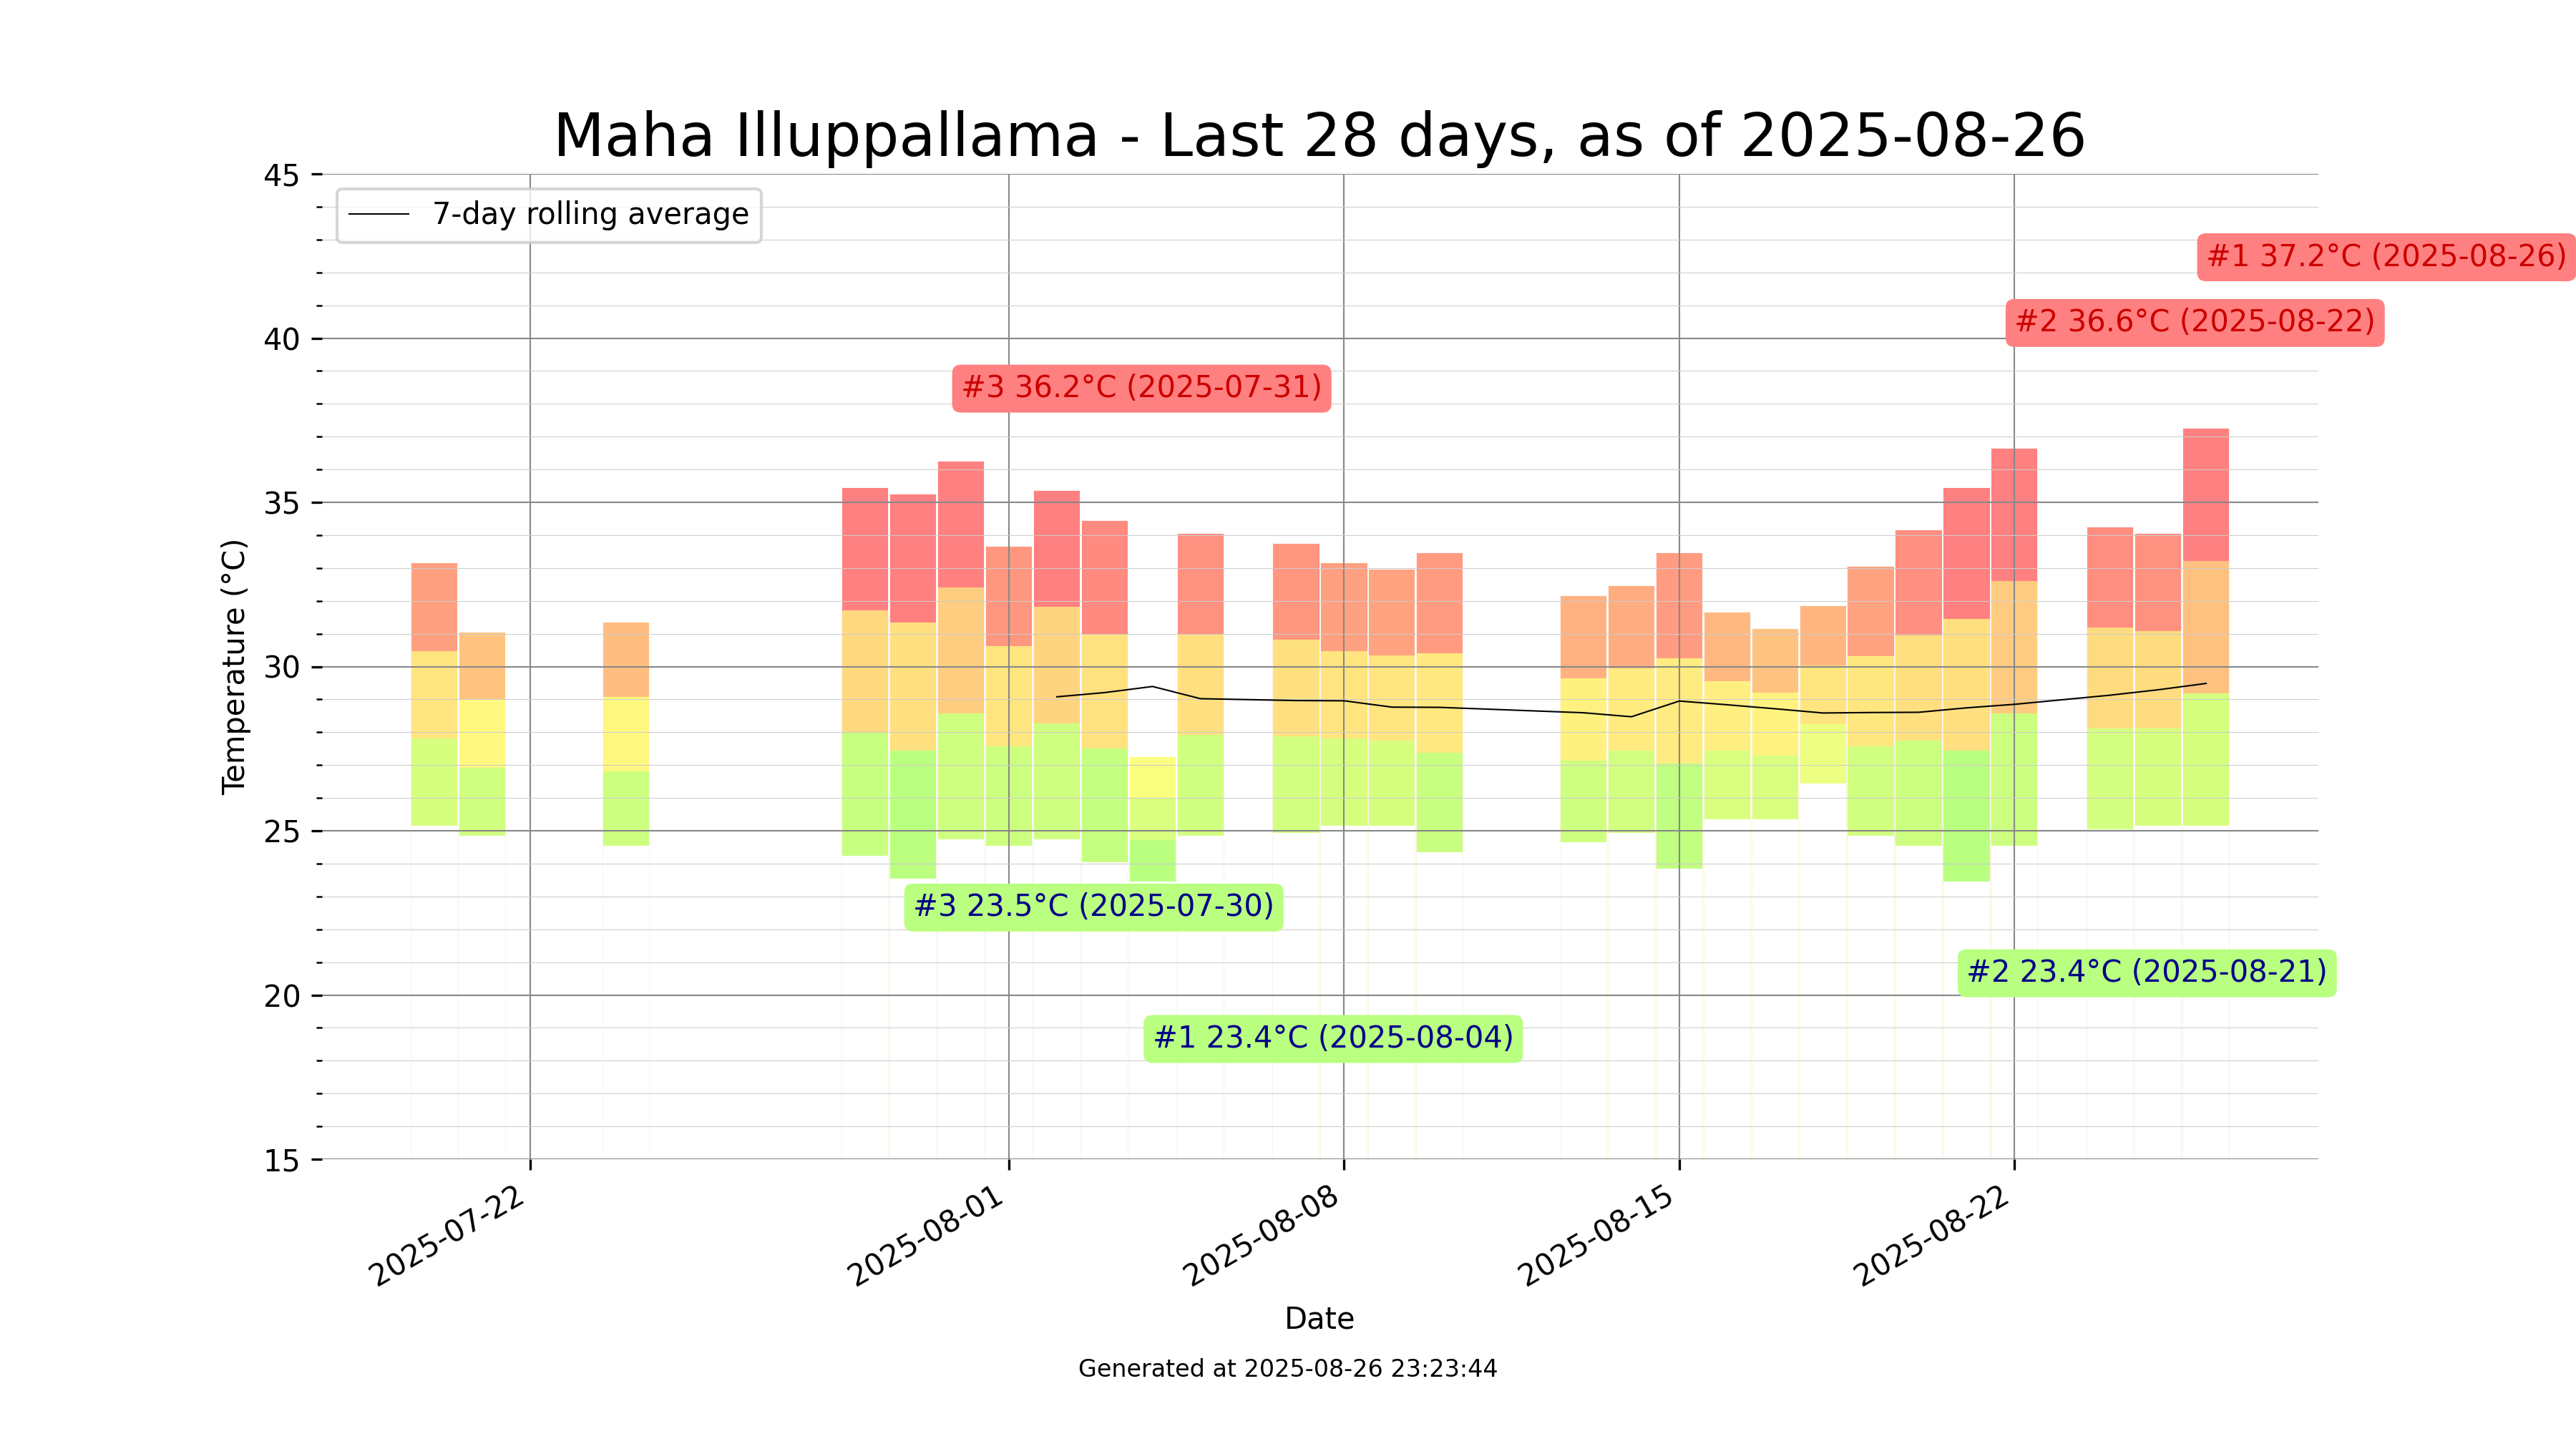 Maha Illuppallama - Last 28 days, as of 2025-08-26
45
7-day rolling average
#1 37.2°C (2025-08-26)
#2 36.6°C (2025-08-22)
40
#3 36.2°C (2025-07-31)
35
Temperature (°C)
30
25
#3 23.5°C (2025-07-30)
#2 23.4°C (2025-08-21)
20
#1 23.4°C (2025-08-04)
15
2025-07-22
2025-08-01
2025-08-08
2025-08-15
2025-08-22
Date
Generated at 2025-08-26 23:23:44